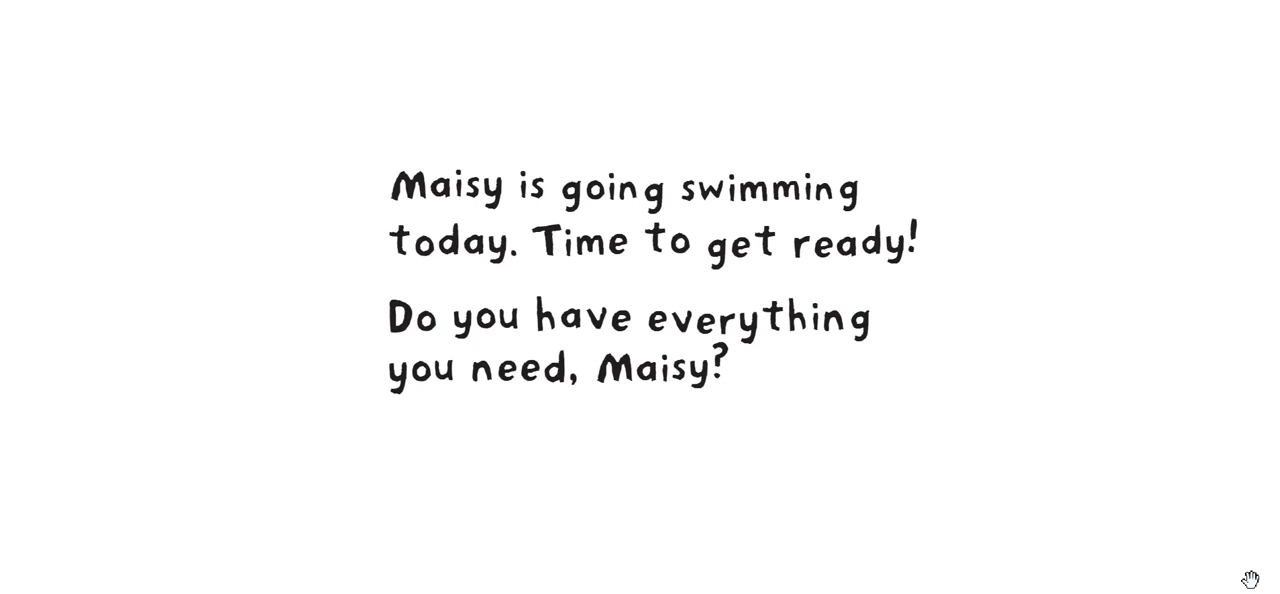 Maisy is going swimming
today. Time to get ready!
Do you have everything
you need, Maisy?